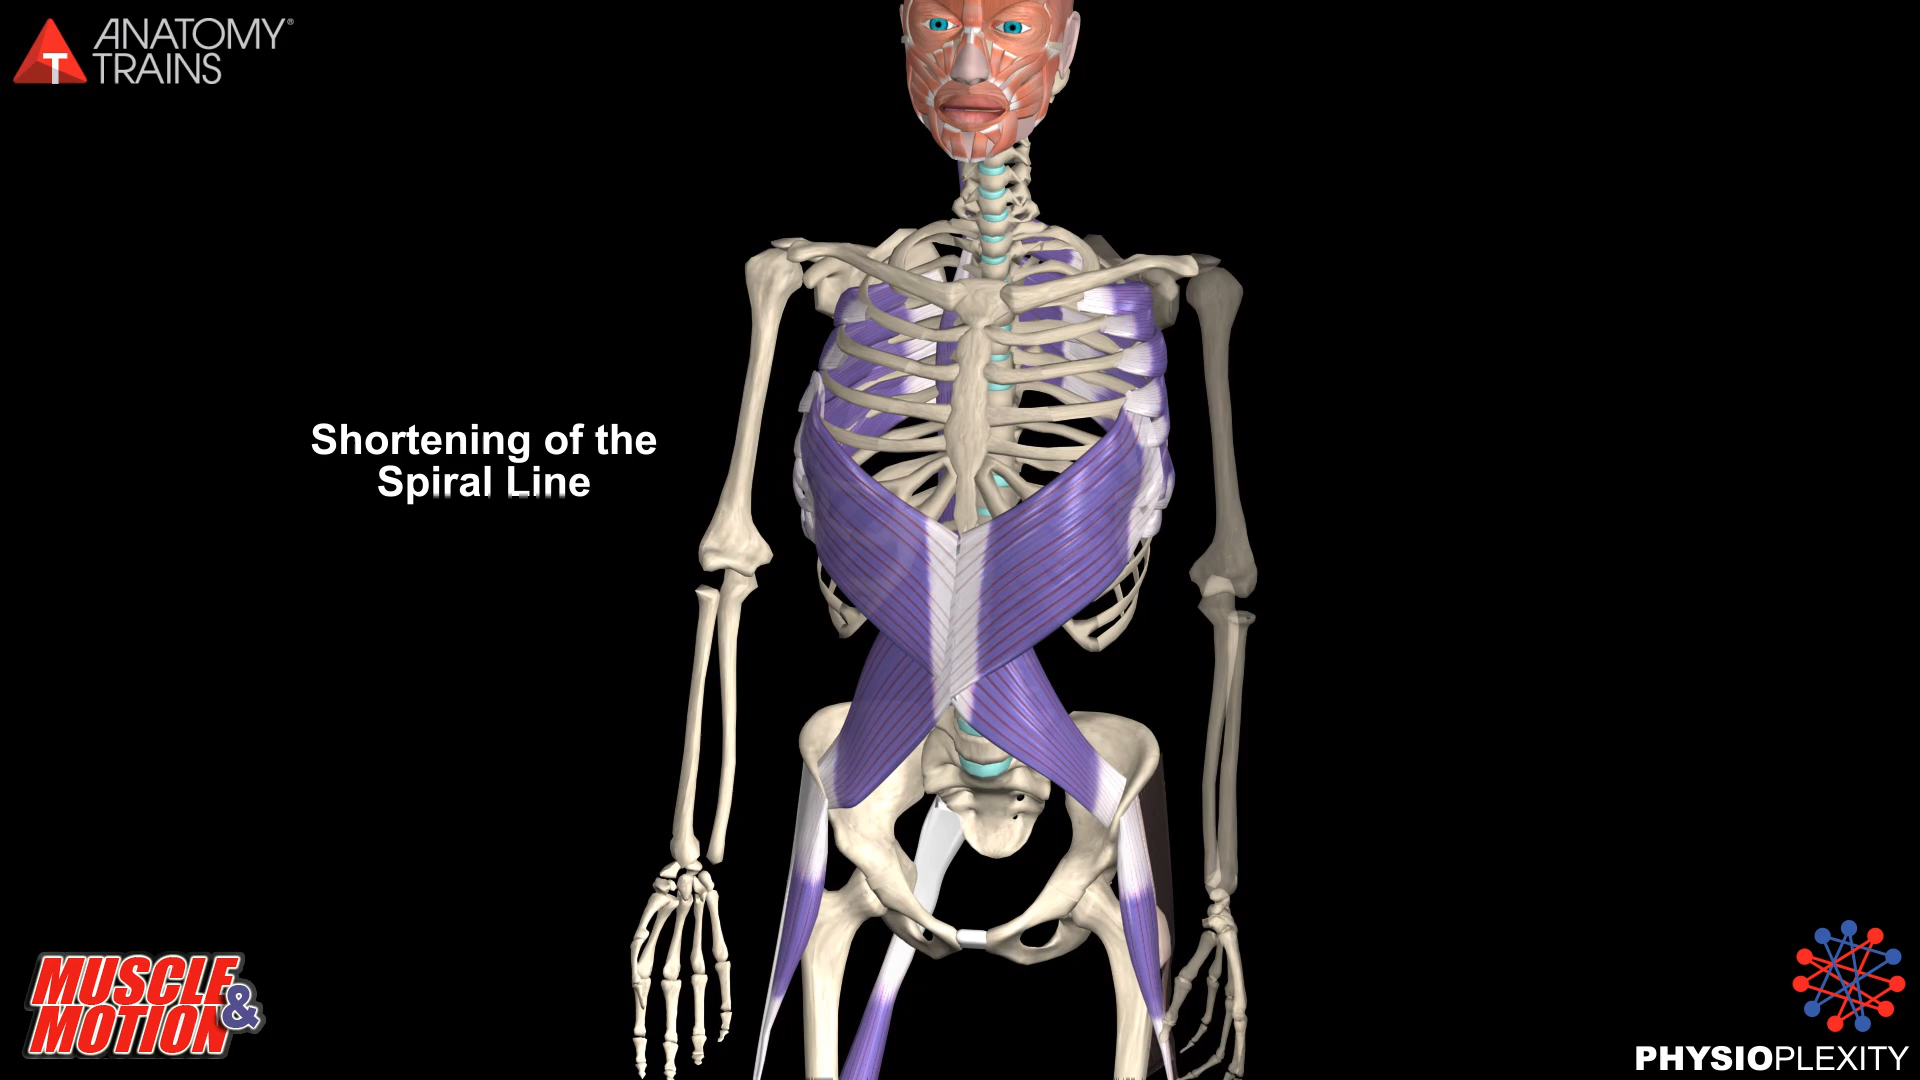 ANATOMY®
TRAINS
T
Shortening of the
Spiral Line
MUSCLE
&
MOTION
PHYSIOPLEXITY